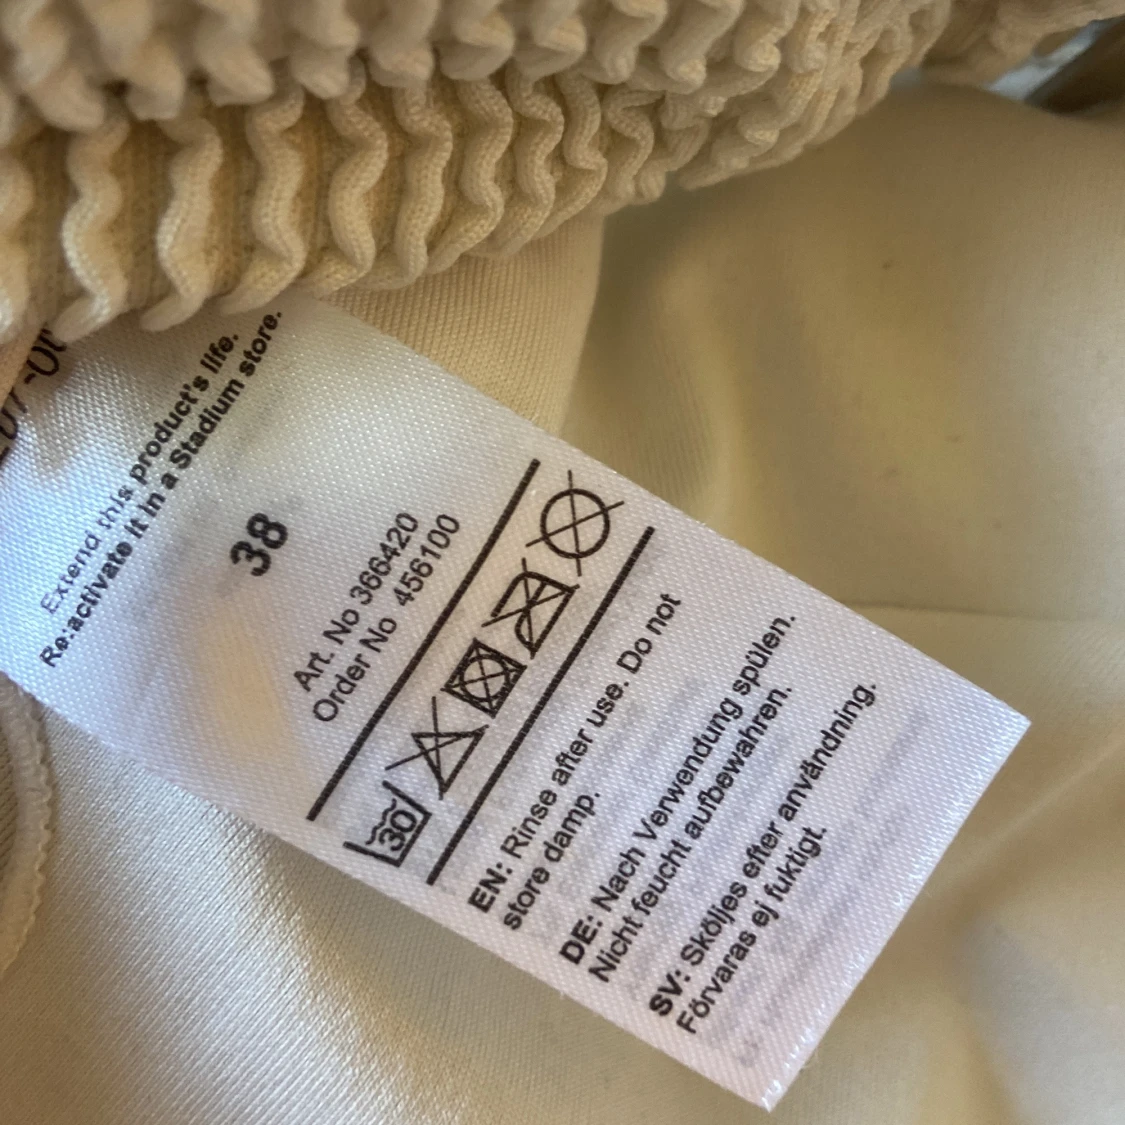 Extend this product's life.
Re:activate it in a Stadium store.
38
Art. No 366420
Order No 456100
30
EN: Rinse after use. Do not
store damp.
DE: Nach Verwendung spülen.
Nicht feucht aufbewahren.
SV: Sköljes efter användning.
Förvaras ej fuktigt.